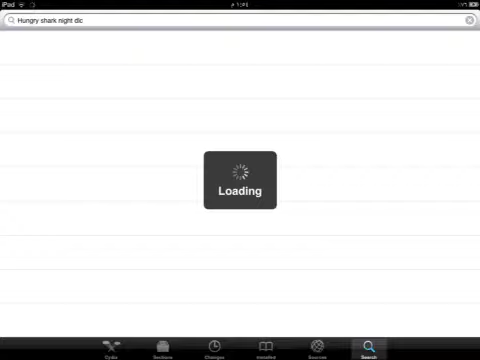 iPad
Hungry shark night dlc
Loading
Cydia
Sections
Changes
Installed
Sources
Search